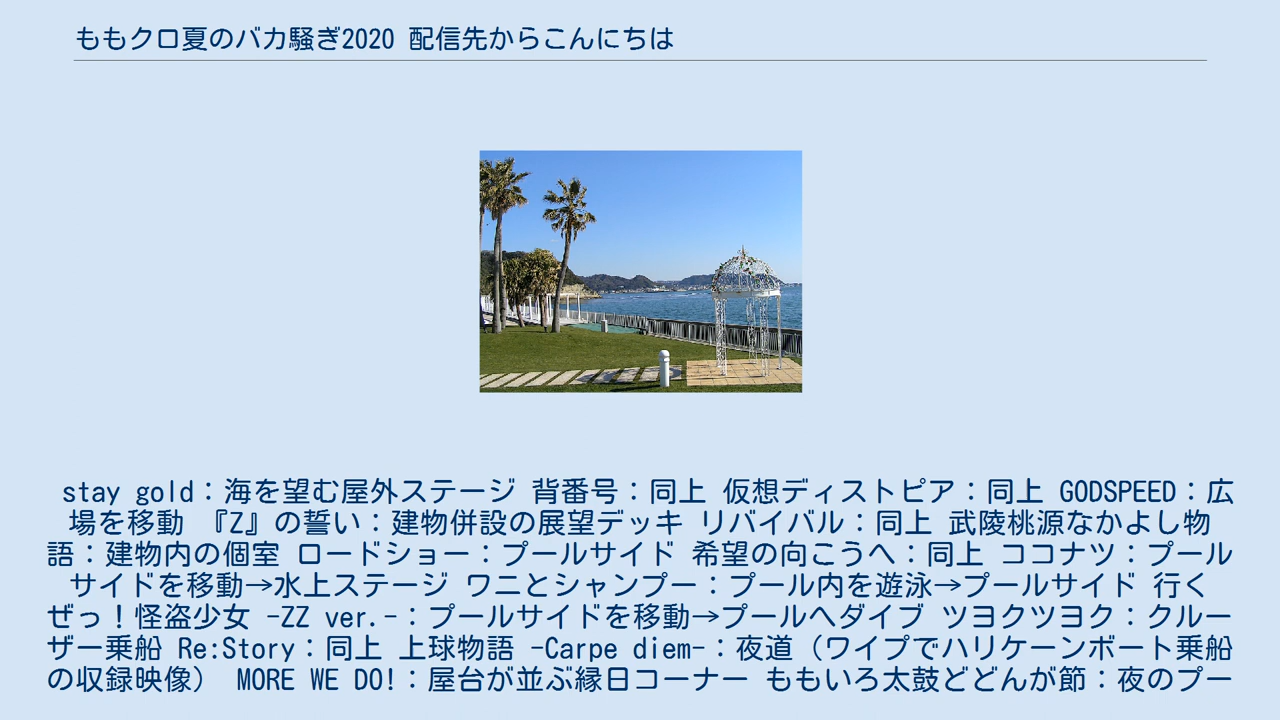 ももクロ夏のバカ騒ぎ2020 配信先からこんにちは
stay gold：海を望む屋外ステージ 背番号：同上 仮想ディストピア：同上 GODSPEED：広
場を移動 『Z』の誓い：建物併設の展望デッキ リバイバル：同上 武陵桃源なかよし物
語：建物内の個室 ロードショー：プールサイド 希望の向こうへ：同上 ココナツ：プール
サイドを移動→水上ステージ ワニとシャンプー：プール内を遊泳→プールサイド 行く
ぜっ！怪盗少女 -ZZ ver.-：プールサイドを移動→プールへダイブ ツヨクツヨク：クルー
ザー乗船 Re:Story：同上 上球物語 -Carpe diem-：夜道（ワイプでハリケーンボート乗船
の収録映像） MORE WE DO!：屋台が並ぶ縁日コーナー ももいろ太鼓どどんが節：夜のプー